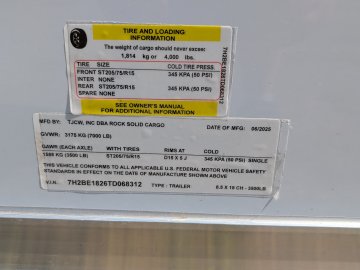 TIRE AND LOADING
INFORMATION
The weight of cargo should never exceed:
1,814 kg or 4,000 lbs.
TIRE SIZE COLD TIRE PRESS.
FRONT ST205/75/R15 345 KPA (50 PSI)
INTER NONE
REAR ST205/75/R15 345 KPA (50 PSI)
SPARE NONE
SEE OWNER'S MANUAL
FOR ADDITIONAL INFORMATION
7H2BE1826TD068312
MFG BY: TJCW, INC DBA ROCK SOLID CARGO DATE OF MFG: 06/2025
GVWR: 3175 KG (7000 LB)
GAWR (EACH AXLE) WITH TIRES RIMS AT COLD
1588 KG (3500 LB) ST205/75/R15 15 X 5 J 345 KPA (50 PSI) SINGLE
THIS VEHICLE CONFORMS TO ALL APPLICABLE U.S. FEDERAL MOTOR VEHICLE SAFETY
STANDARDS IN EFFECT ON THE DATE OF MANUFACTURE SHOWN ABOVE
V.I.N.: 7H2BE1826TD068312 TYPE : TRAILER